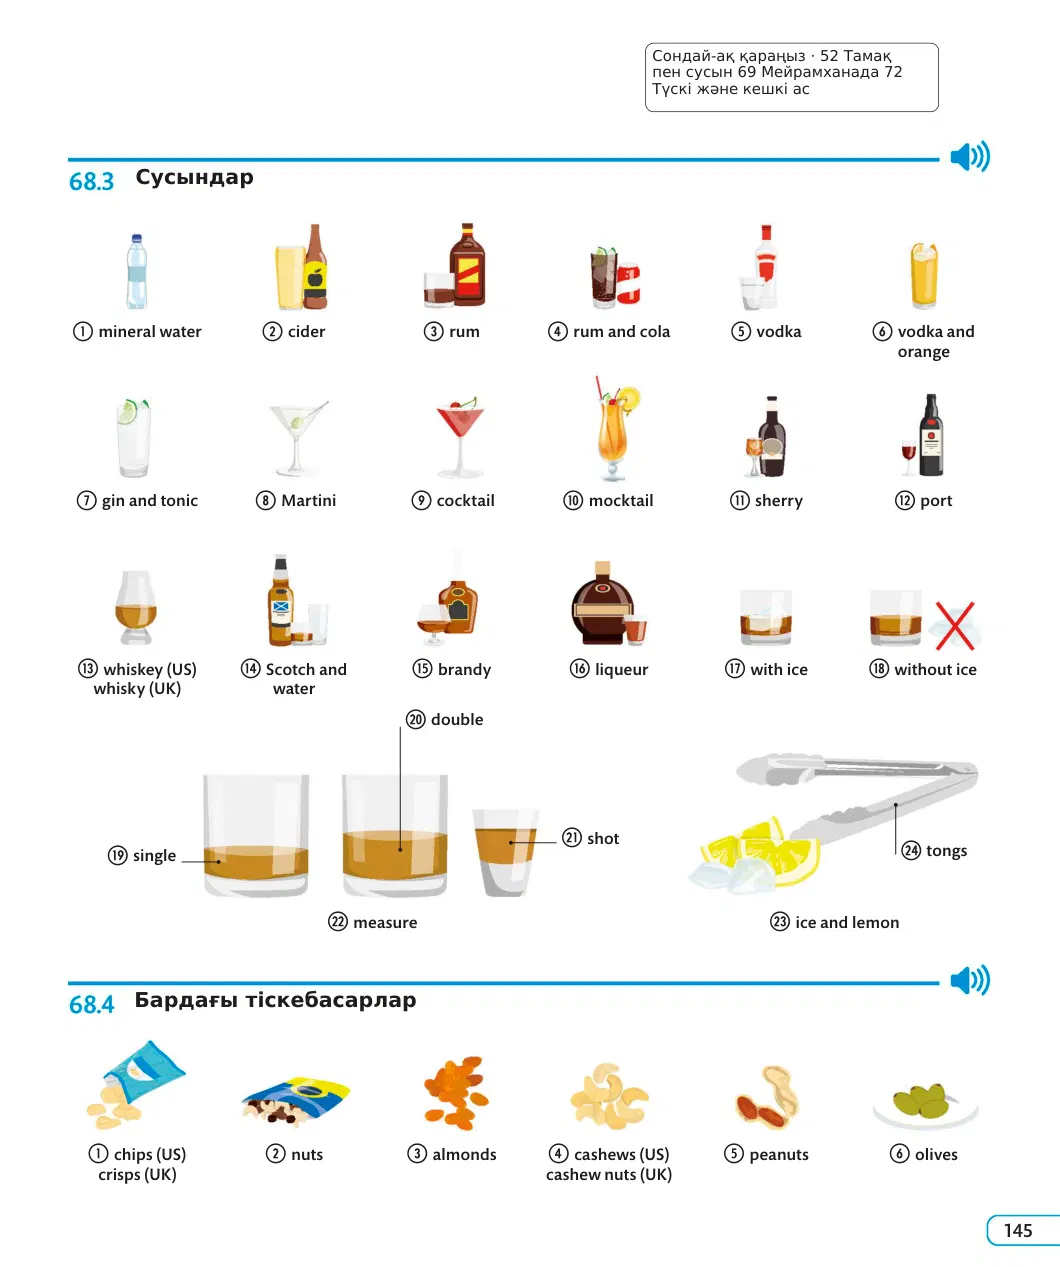 Сондай-ақ қараңыз · 52 Тамақ
пен сусын 69 Мейрамханада 72
Түскі және кешкі ас
68.3 Сусындар
1 mineral water
2 cider
3 rum
4 rum and cola
5 vodka
6 vodka and
orange
7 gin and tonic
8 Martini
9 cocktail
10 mocktail
11 sherry
12 port
13 whiskey (US)
whisky (UK)
14 Scotch and
water
15 brandy
16 liqueur
17 with ice
18 without ice
20 double
19 single
21 shot
22 measure
24 tongs
23 ice and lemon
68.4 Бардағы тіскебасарлар
1 chips (US)
crisps (UK)
2 nuts
3 almonds
4 cashews (US)
cashew nuts (UK)
5 peanuts
6 olives
145